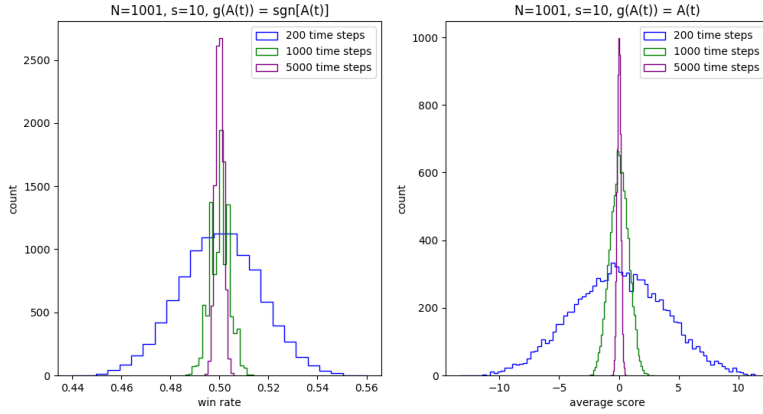 N=1001, s=10, g(A(t)) = sgn[A(t)]
200 time steps
1000 time steps
5000 time steps
count
2500
2000
1500
1000
500
0
0.44 0.46 0.48 0.50 0.52 0.54 0.56
win rate
N=1001, s=10, g(A(t)) = A(t)
200 time steps
1000 time steps
5000 time steps
count
1000
800
600
400
200
0
−10 −5 0 5 10
average score